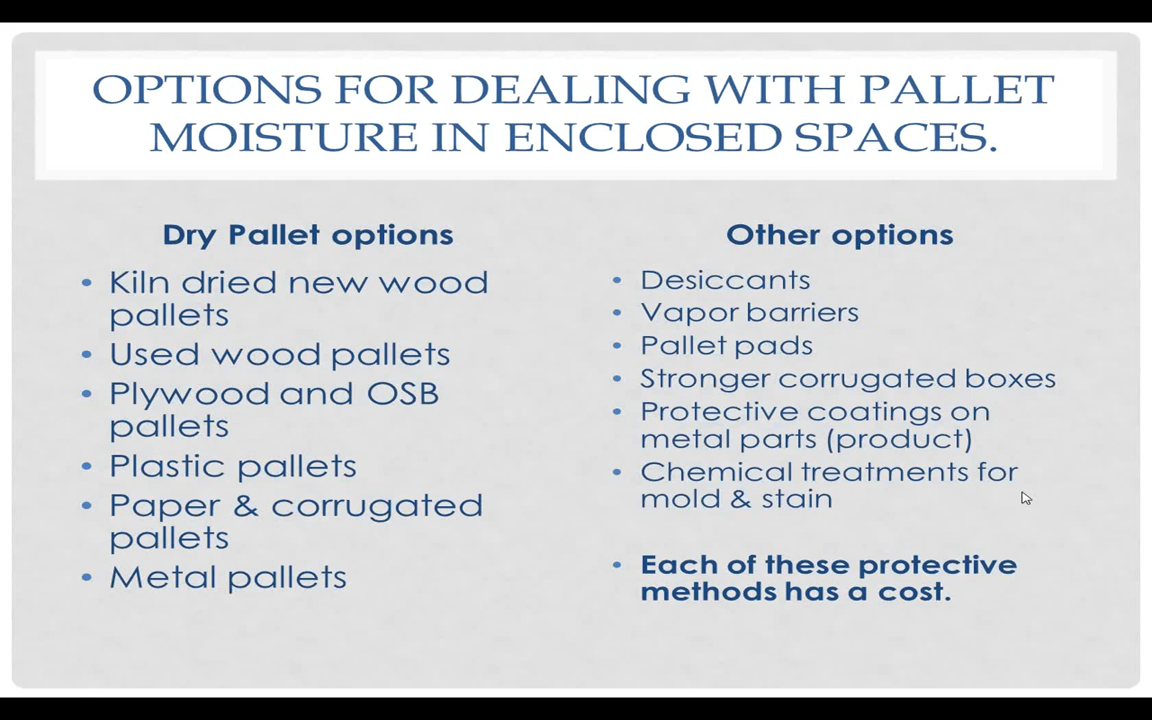 OPTIONS FOR DEALING WITH PALLET
MOISTURE IN ENCLOSED SPACES.
Dry Pallet options
• Kiln dried new wood
pallets
• Used wood pallets
• Plywood and OSB
pallets
• Plastic pallets
• Paper & corrugated
pallets
• Metal pallets
Other options
• Desiccants
• Vapor barriers
• Pallet pads
• Stronger corrugated boxes
• Protective coatings on
metal parts (product)
• Chemical treatments for
mold & stain
• Each of these protective
methods has a cost.